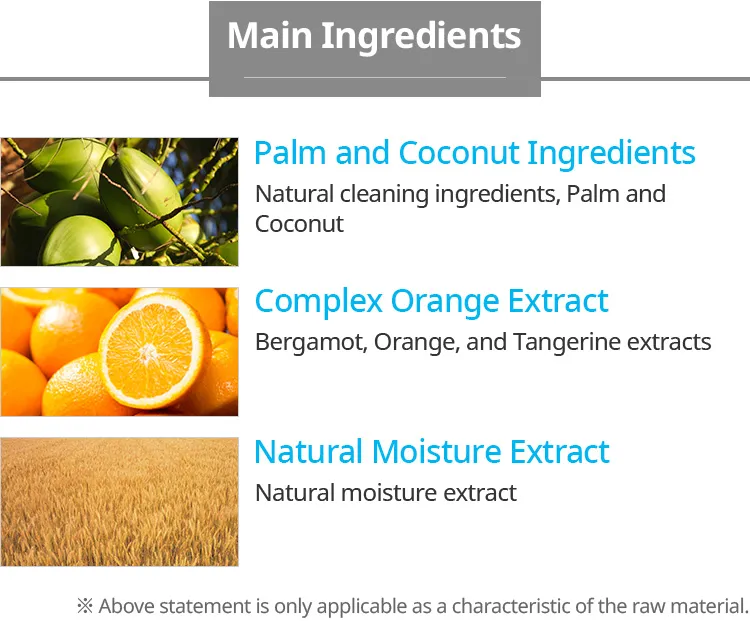 Main Ingredients
Palm and Coconut Ingredients
Natural cleaning ingredients, Palm and
Coconut
Complex Orange Extract
Bergamot, Orange, and Tangerine extracts
Natural Moisture Extract
Natural moisture extract
※ Above statement is only applicable as a characteristic of the raw material.